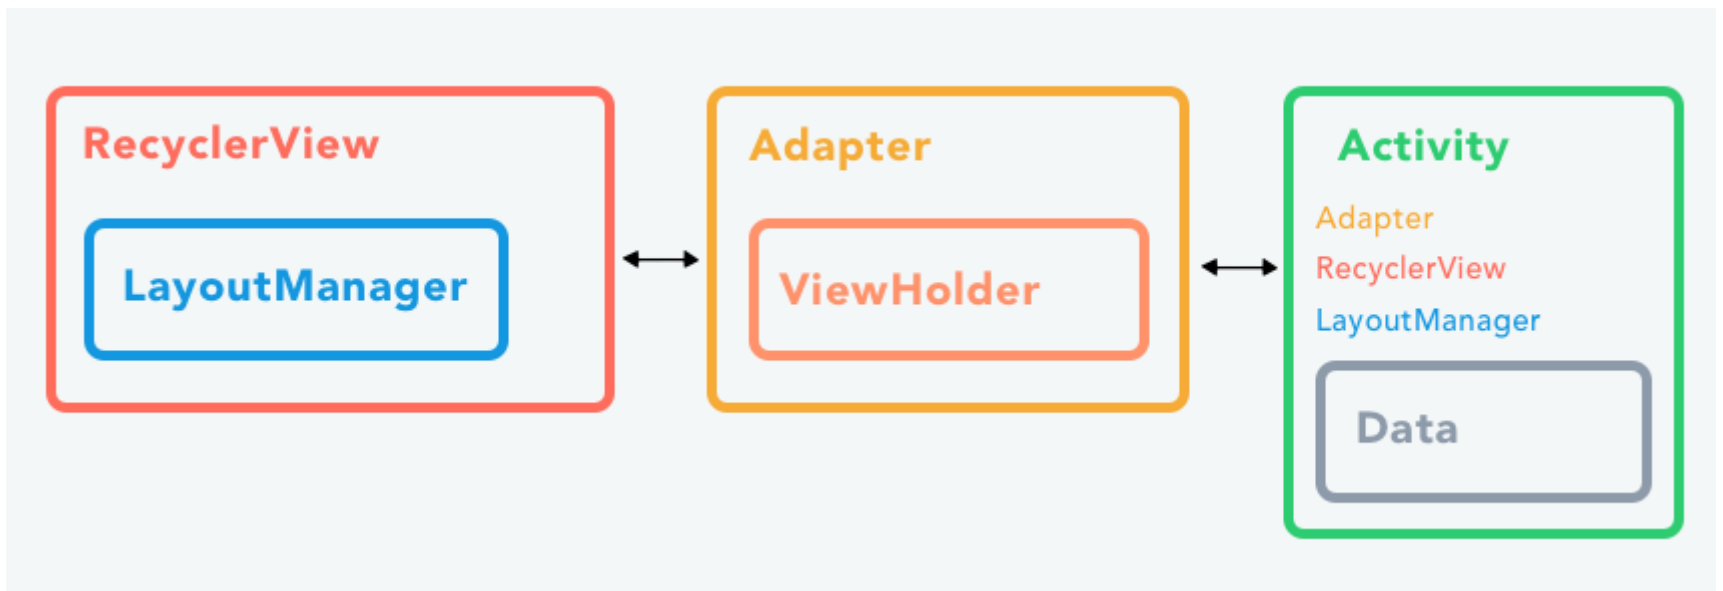 RecyclerView
LayoutManager
Adapter
ViewHolder
Activity
Adapter
RecyclerView
LayoutManager
Data